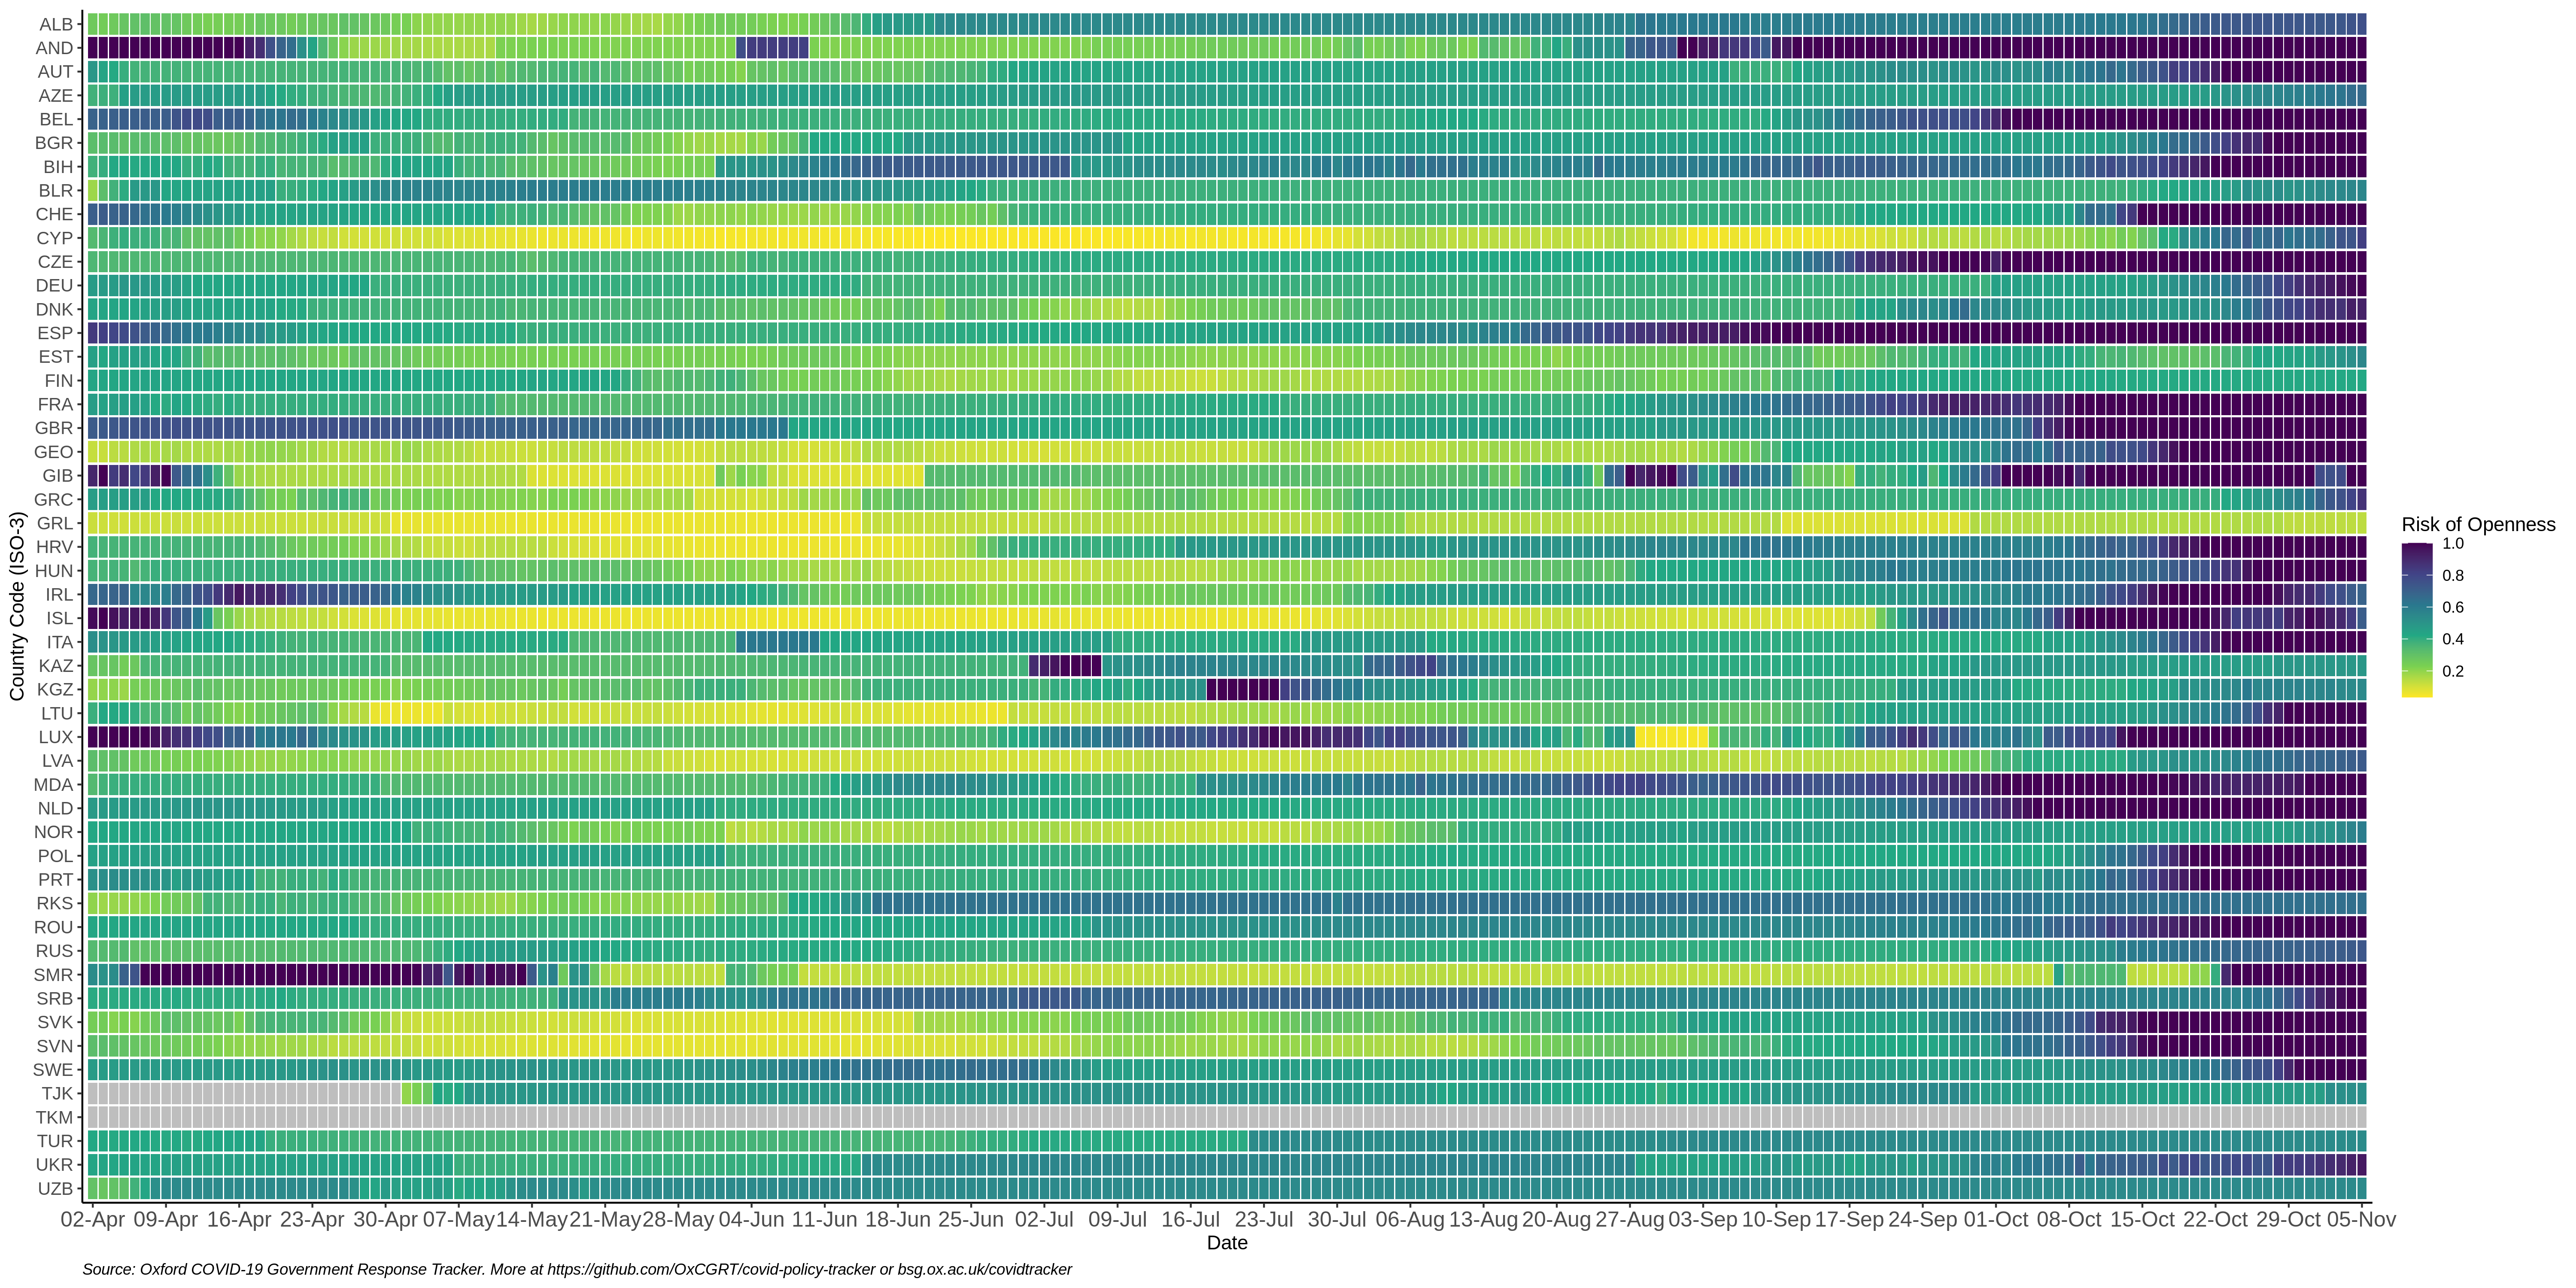 ALB
AND
AUT
AZE
BEL
BGR
BIH
BLR
CHE
CYP
CZE
DEU
DNK
ESP
EST
FIN
FRA
GBR
GEO
GIB
GRC
GRL
HRV
HUN
IRL
ISL
ITA
KAZ
KGZ
LTU
LUX
LVA
MDA
NLD
NOR
POL
PRT
RKS
ROU
RUS
SMR
SRB
SVK
SVN
SWE
TJK
TKM
TUR
UKR
UZB
Country Code (ISO-3)
02-Apr 09-Apr 16-Apr 23-Apr 30-Apr 07-May 14-May 21-May 28-May 04-Jun 11-Jun 18-Jun 25-Jun 02-Jul 09-Jul 16-Jul 23-Jul 30-Jul 06-Aug 13-Aug 20-Aug 27-Aug 03-Sep 10-Sep 17-Sep 24-Sep 01-Oct 08-Oct 15-Oct 22-Oct 29-Oct 05-Nov
Date
Risk of Openness
1.0
0.8
0.6
0.4
0.2
Source: Oxford COVID-19 Government Response Tracker. More at https://github.com/OxCGRT/covid-policy-tracker or bsg.ox.ac.uk/covidtracker